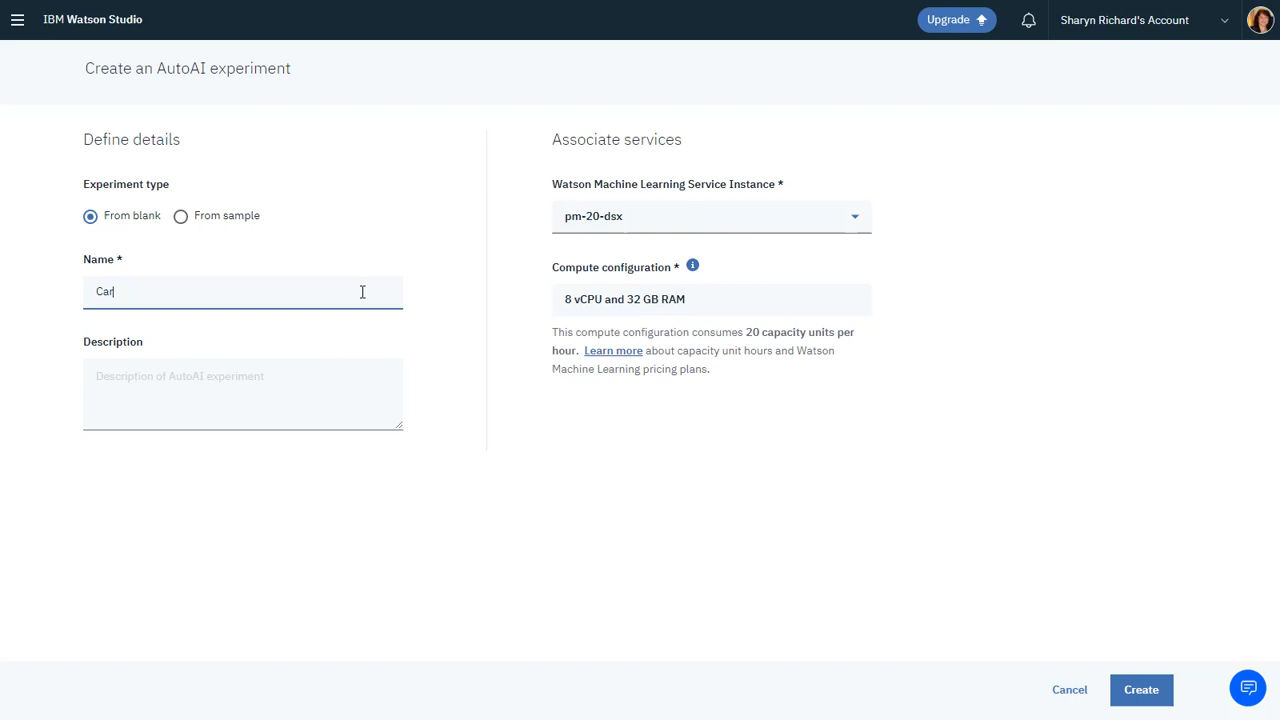 IBM Watson Studio
Upgrade
Sharyn Richard's Account
Create an AutoAI experiment
Define details
Experiment type
From blank
From sample
Name *
Car
Description
Description of AutoAI experiment
Associate services
Watson Machine Learning Service Instance *
pm-20-dsx
Compute configuration *
8 vCPU and 32 GB RAM
This compute configuration consumes 20 capacity units per
hour. Learn more about capacity unit hours and Watson
Machine Learning pricing plans.
Cancel
Create